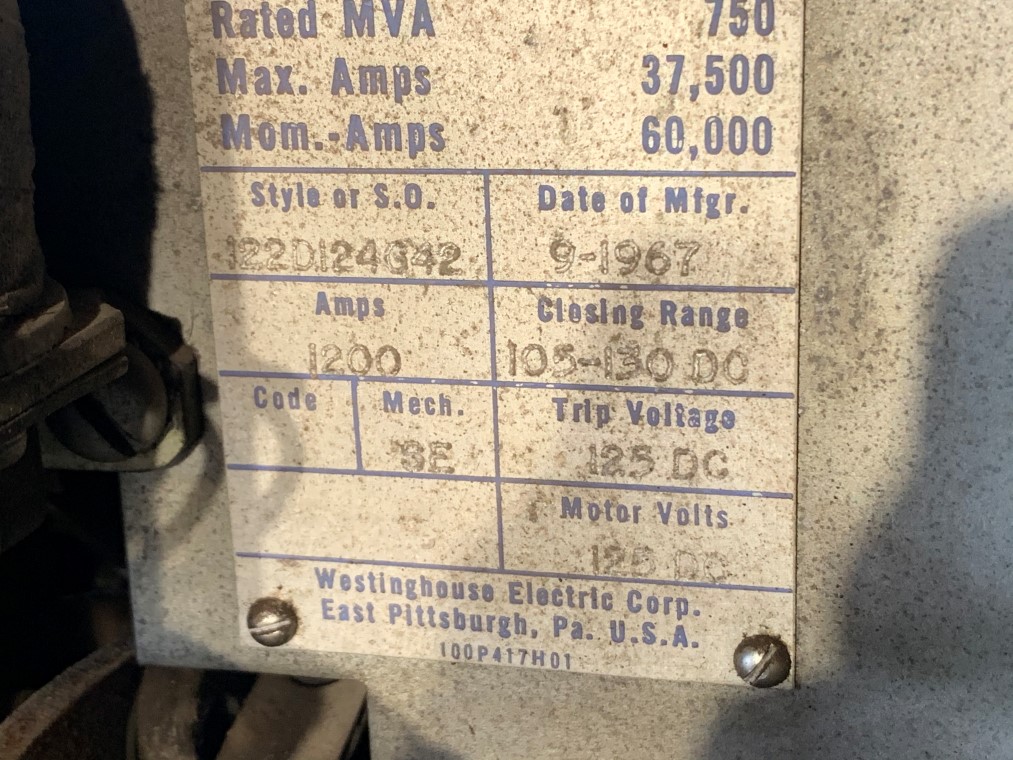 Rated MVA 750
Max. Amps 37,500
Mom.-Amps 60,000
Style or S.O. Date of Mfgr.
122D124G42 9-1967
Amps Closing Range
1200 105-130 DC
Code Mech. Trip Voltage
SE 125 DC
Motor Volts
125 DC
Westinghouse Electric Corp.
East Pittsburgh, Pa. U.S.A.
100P417H01